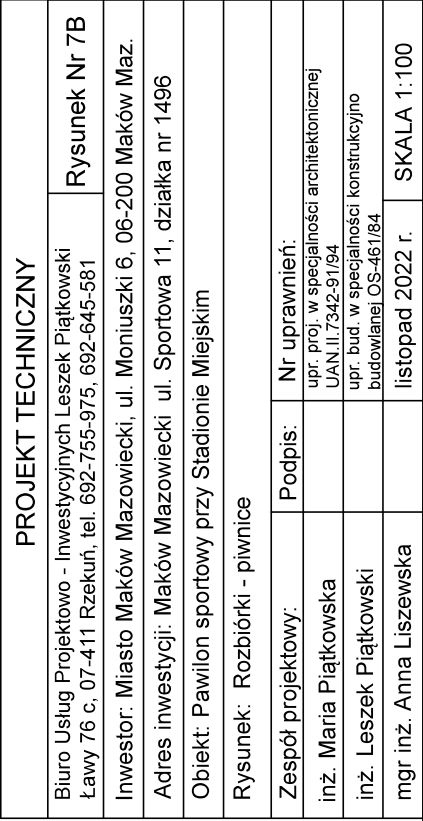 PROJEKT TECHNICZNY
Biuro Usług Projektowo - Inwestycyjnych Leszek Piątkowski
Ławy 76 c, 07-411 Rzekuń, tel. 692-755-975, 692-645-581
Rysunek Nr 7B
Inwestor: Miasto Maków Mazowiecki, ul. Moniuszki 6, 06-200 Maków Maz.
Adres inwestycji: Maków Mazowiecki ul. Sportowa 11, działka nr 1496
Obiekt: Pawilon sportowy przy Stadionie Miejskim
Rysunek: Rozbiórki - piwnice
Zespół projektowy: Podpis: Nr uprawnień:
inż. Maria Piątkowska
upr. proj. w specjalności architektonicznej
UAN.II.7342-91/94
inż. Leszek Piątkowski
upr. bud. w specjalności konstrukcyjno
budowlanej OS-461/84
mgr inż. Anna Liszewska listopad 2022 r. SKALA 1:100